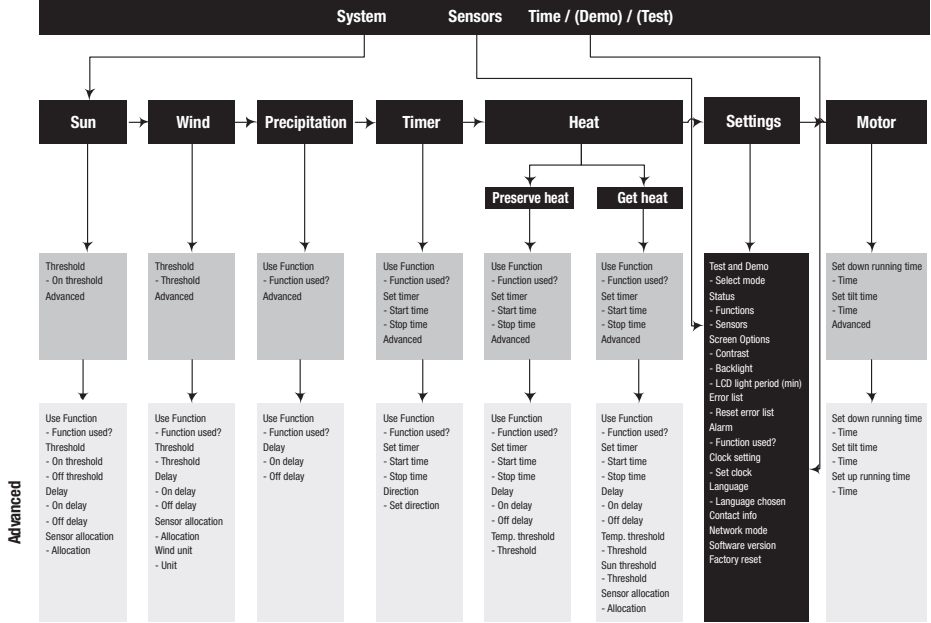 System Sensors Time / (Demo) / (Test)
Sun Wind Precipitation Timer Heat Settings Motor
Preserve heat Get heat
Threshold
- On threshold
Advanced
Threshold
- Threshold
Advanced
Use Function
- Function used?
Advanced
Use Function
- Function used?
Set timer
- Start time
- Stop time
Advanced
Use Function
- Function used?
Set timer
- Start time
- Stop time
Advanced
Use Function
- Function used?
Set timer
- Start time
- Stop time
Advanced
Test and Demo
- Select mode
Status
- Functions
- Sensors
Screen Options
- Contrast
- Backlight
- LCD light period (min)
Error list
- Reset error list
Alarm
- Function used?
Clock setting
- Set clock
Language
- Language chosen
Contact info
Network mode
Software version
Factory reset
Set down running time
- Time
Set tilt time
- Time
Advanced
Advanced
Use Function
- Function used?
Threshold
- On threshold
- Off threshold
Delay
- On delay
- Off delay
Sensor allocation
- Allocation
Use Function
- Function used?
Threshold
- Threshold
Delay
- On delay
- Off delay
Sensor allocation
- Allocation
Wind unit
- Unit
Use Function
- Function used?
Delay
- On delay
- Off delay
Use Function
- Function used?
Set timer
- Start time
- Stop time
Direction
- Set direction
Use Function
- Function used?
Set timer
- Start time
- Stop time
Delay
- On delay
- Off delay
Temp. threshold
- Threshold
Use Function
- Function used?
Set timer
- Start time
- Stop time
Delay
- On delay
- Off delay
Temp. threshold
- Threshold
Sun threshold
- Threshold
Sensor allocation
- Allocation
Set down running time
- Time
Set tilt time
- Time
Set up running time
- Time